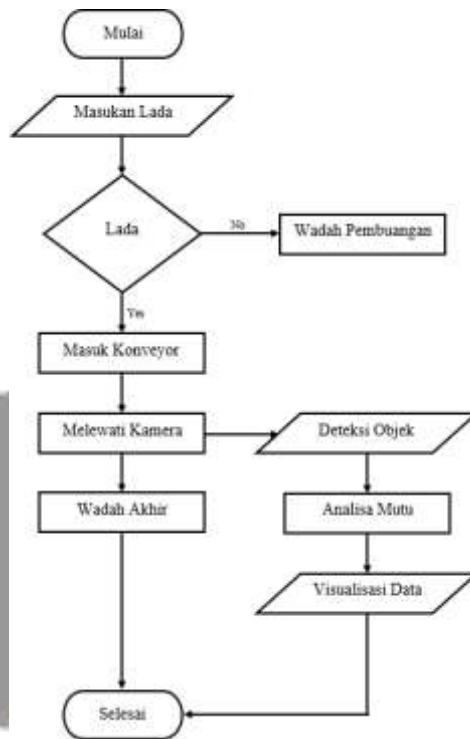 Mulai
Masukan Lada
Lada
No
Wadah Pembuangan
Yes
Masuk Konveyor
Melewati Kamera
Deteksi Objek
Wadah Akhir
Analisa Mutu
Visualisasi Data
Selesai